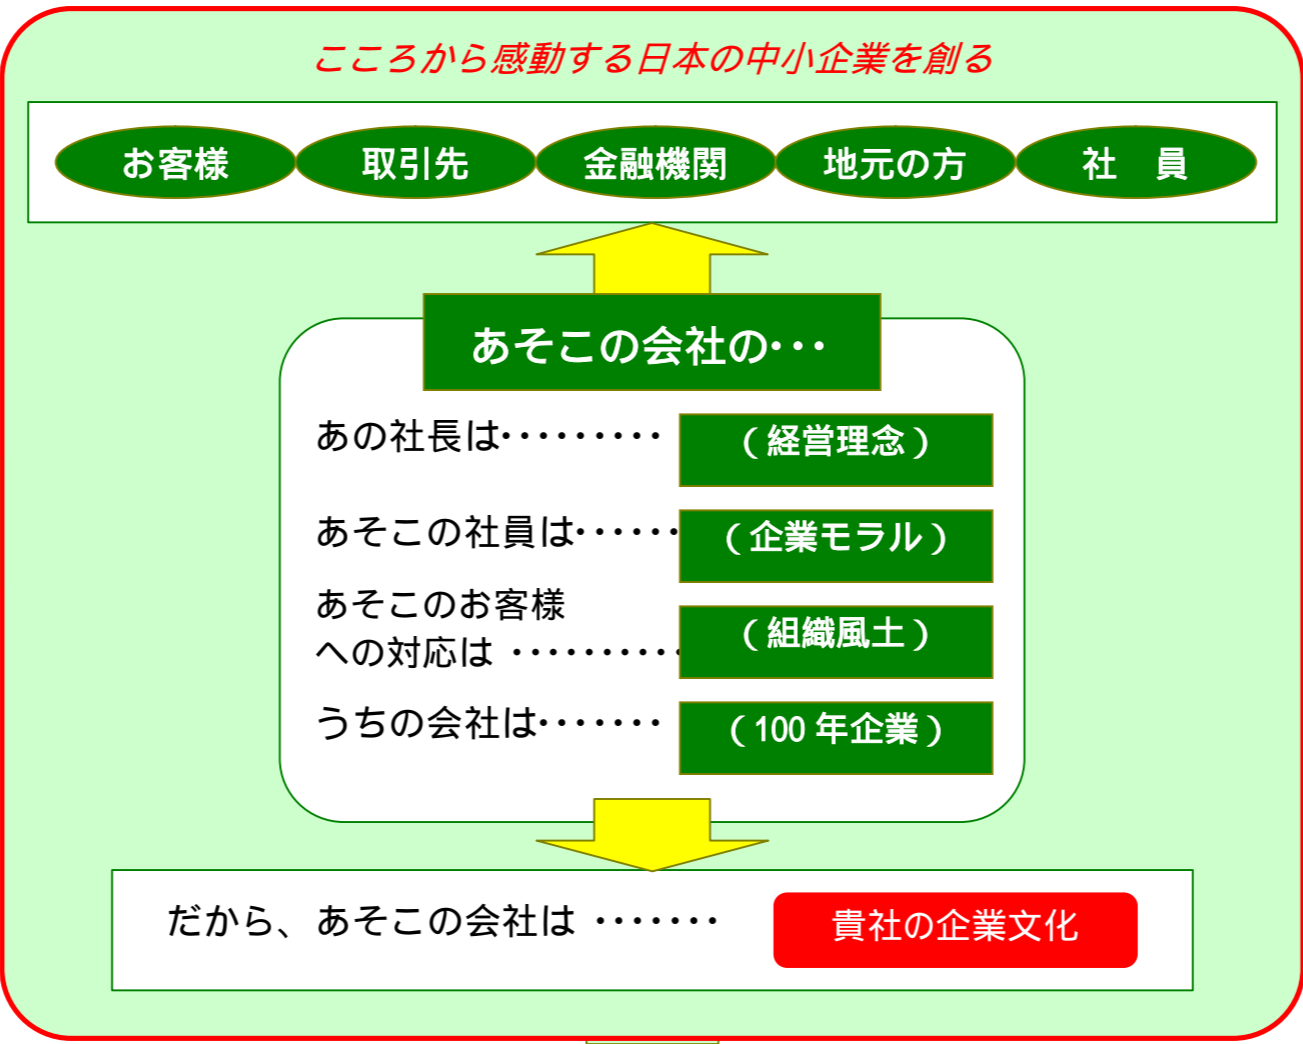 こころから感動する日本の中小企業を創る
お客様 取引先 金融機関 地元の方 社　員
あそこの会社の・・・
あの社長は・・・・・・・・・ （経営理念）
あそこの社員は・・・・・・ （企業モラル）
あそこのお客様
への対応は ・・・・・・・・・・ （組織風土）
うちの会社は・・・・・・・ （100 年企業）
だから、あそこの会社は ・・・・・・・ 貴社の企業文化